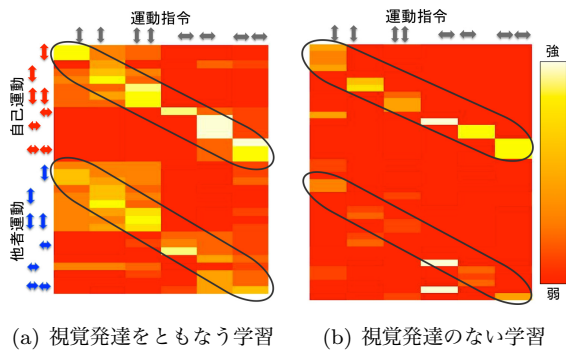 運動指令
運動指令
自己運動
他者運動
強
弱
(a) 視覚発達をともなう学習
(b) 視覚発達のない学習